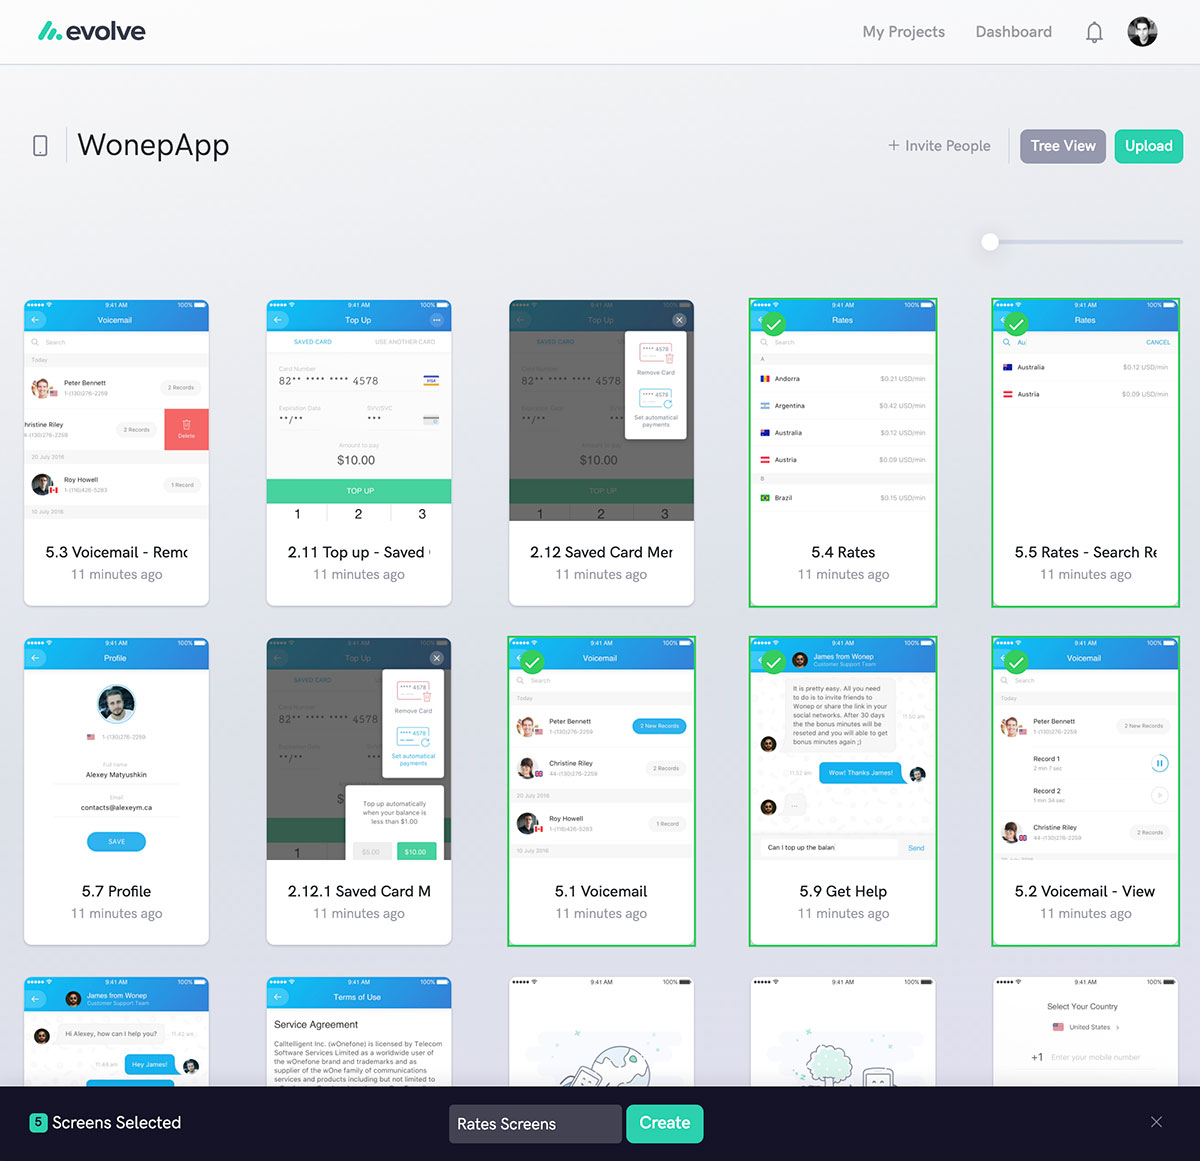 evolve
My Projects
Dashboard
WonepApp
+ Invite People
Tree View
Upload
9:41 AM
100%
Voicemail
Search
Today
Peter Bennett
1-(130)276-2259
2 Records
hristine Riley
4-(130)276-2259
2 Records
Delete
20 July 2016
Roy Howell
1-(116)426-5283
1 Record
10 July 2016
5.3 Voicemail - Remo
11 minutes ago
9:41 AM
100%
Top Up
SAVED CARD
USE ANOTHER CARD
Card Number
82** **** **** 4578
VISA
Expiration Date
SVV/SVC
**/**
***
Amount to pay
$10.00
TOP UP
1
2
3
2.11 Top up - Saved
11 minutes ago
9:41 AM
100%
Top Up
SAVED CARD
82** **** **** 4578
**** 4578
Remove Card
**** 4578
Set automatical
payments
Expiration Date
SVV/SVC
**/**
***
Amount to pay
$10.00
TOP UP
1
2
3
2.12 Saved Card Mer
11 minutes ago
9:41 AM
100%
Rates
Search
A
Andorra
$0.21 USD/min
Argentina
$0.42 USD/min
Australia
$0.12 USD/min
Austria
$0.09 USD/min
B
Brazil
$0.15 USD/min
5.4 Rates
11 minutes ago
9:41 AM
100%
Rates
Au
CANCEL
Australia
$0.12 USD/min
Austria
$0.09 USD/min
5.5 Rates - Search Re
11 minutes ago
9:41 AM
100%
Profile
1-(130)276-2259
Full name
Alexey Matyushkin
Email
contacts@alexeym.ca
SAVE
5.7 Profile
11 minutes ago
9:41 AM
100%
Top Up
SAVED CARD
Card Number
82** **** **** 4578
**** 4578
Remove Card
**** 4578
Set automatical
payments
Expiration Date
**/**
$
Top up automatically
when your balance is
less than $1.00
$5.00
$10.00
1
2.12.1 Saved Card M
11 minutes ago
9:41 AM
100%
Voicemail
Search
Today
Peter Bennett
1-(130)276-2259
2 New Records
Christine Riley
44-(130)276-2259
2 Records
20 July 2016
Roy Howell
1-(116)426-5283
1 Record
10 July 2016
5.1 Voicemail
11 minutes ago
9:41 AM
100%
James from Wonep
Customer Support Team
It is pretty easy. All you need
to do is to invite friends to
Wonep or share the link in your
social networks. After 30 days
the the bonus minutes will be
reseted and you will able to get
bonus minutes again ;)
11:50 am
11:52 am
Wow! Thanks James!
...
Can I top up the balan
Send
5.9 Get Help
11 minutes ago
9:41 AM
100%
Voicemail
Search
Today
Peter Bennett
1-(130)276-2259
2 New Records
Record 1
2 min 7 sec
Record 2
1 min 34 sec
Christine Riley
44-(130)276-2259
2 Records
5.2 Voicemail - View
11 minutes ago
9:41 AM
100%
James from Wonep
Customer Support Team
Hi Alexey, how can I help you?
11:42 am
11:44 am
Hey James!
9:41 AM
100%
Terms of Use
Service Agreement
Calltelligent Inc. (wOnefone) is licensed by Telecom
Software Services Limited as a worldwide user of
the wOnefone brand and trademarks and as
supplier of the wOne family of communications
services and products including but not limited to
9:41 AM
100%
9:41 AM
100%
9:41 AM
100%
Select Your Country
United States
+1
Enter your mobile number
5
Screens Selected
Rates Screens
Create